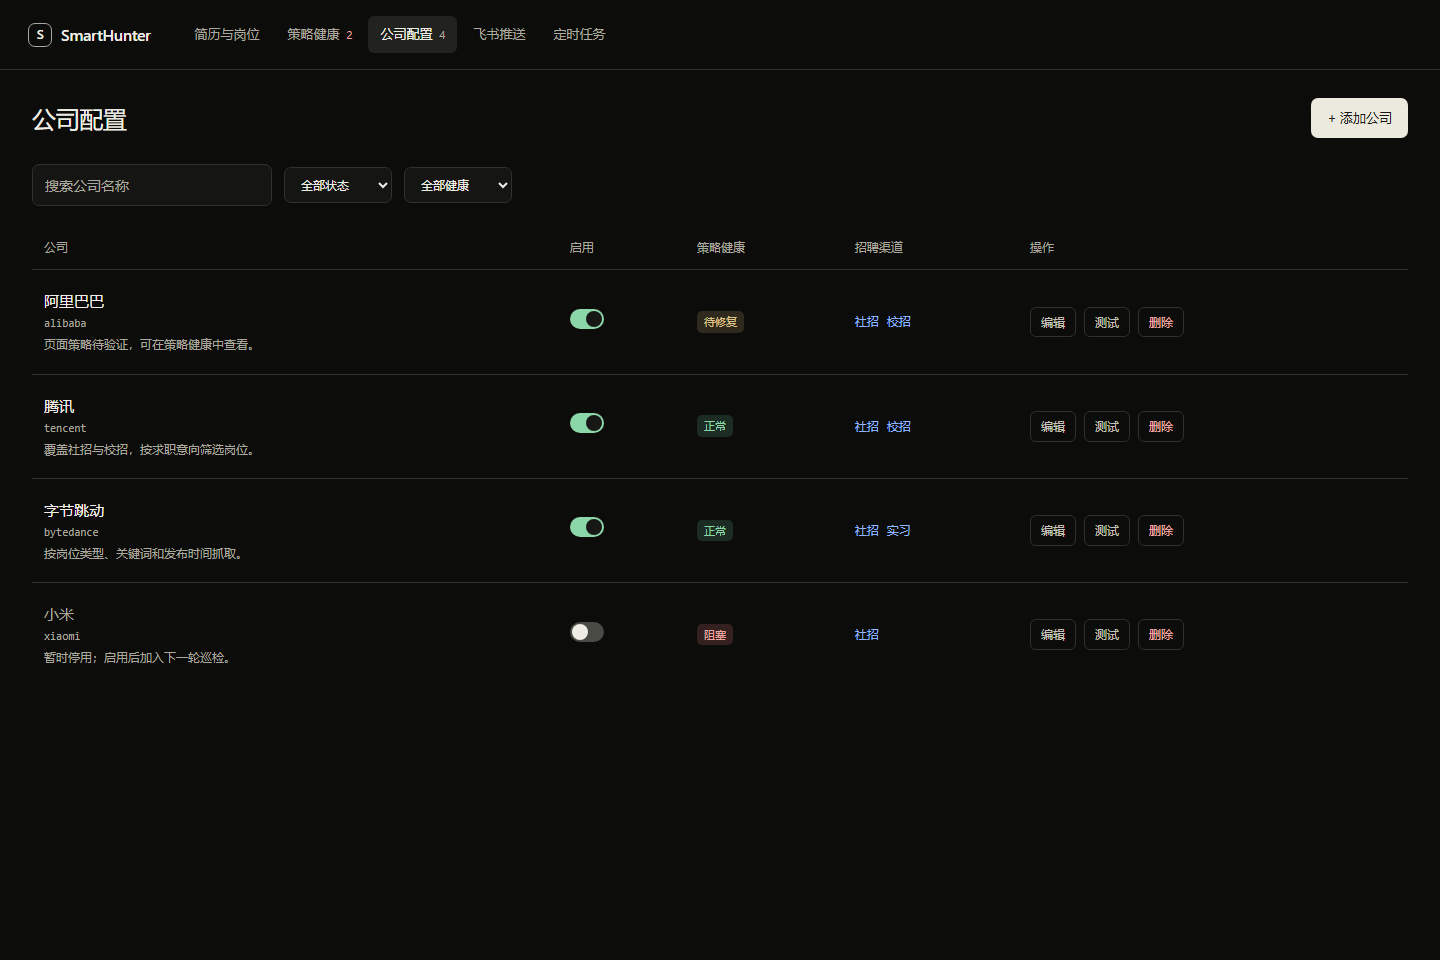 S SmartHunter 简历与岗位 策略健康 2 公司配置 4 飞书推送 定时任务
公司配置
+ 添加公司
搜索公司名称 全部状态 全部健康
公司 启用 策略健康 招聘渠道 操作
阿里巴巴
alibaba
页面策略待验证，可在策略健康中查看。
待修复 社招 校招 编辑 测试 删除
腾讯
tencent
覆盖社招与校招，按求职意向筛选岗位。
正常 社招 校招 编辑 测试 删除
字节跳动
bytedance
按岗位类型、关键词和发布时间抓取。
正常 社招 实习 编辑 测试 删除
小米
xiaomi
暂时停用；启用后加入下一轮巡检。
阻塞 社招 编辑 测试 删除